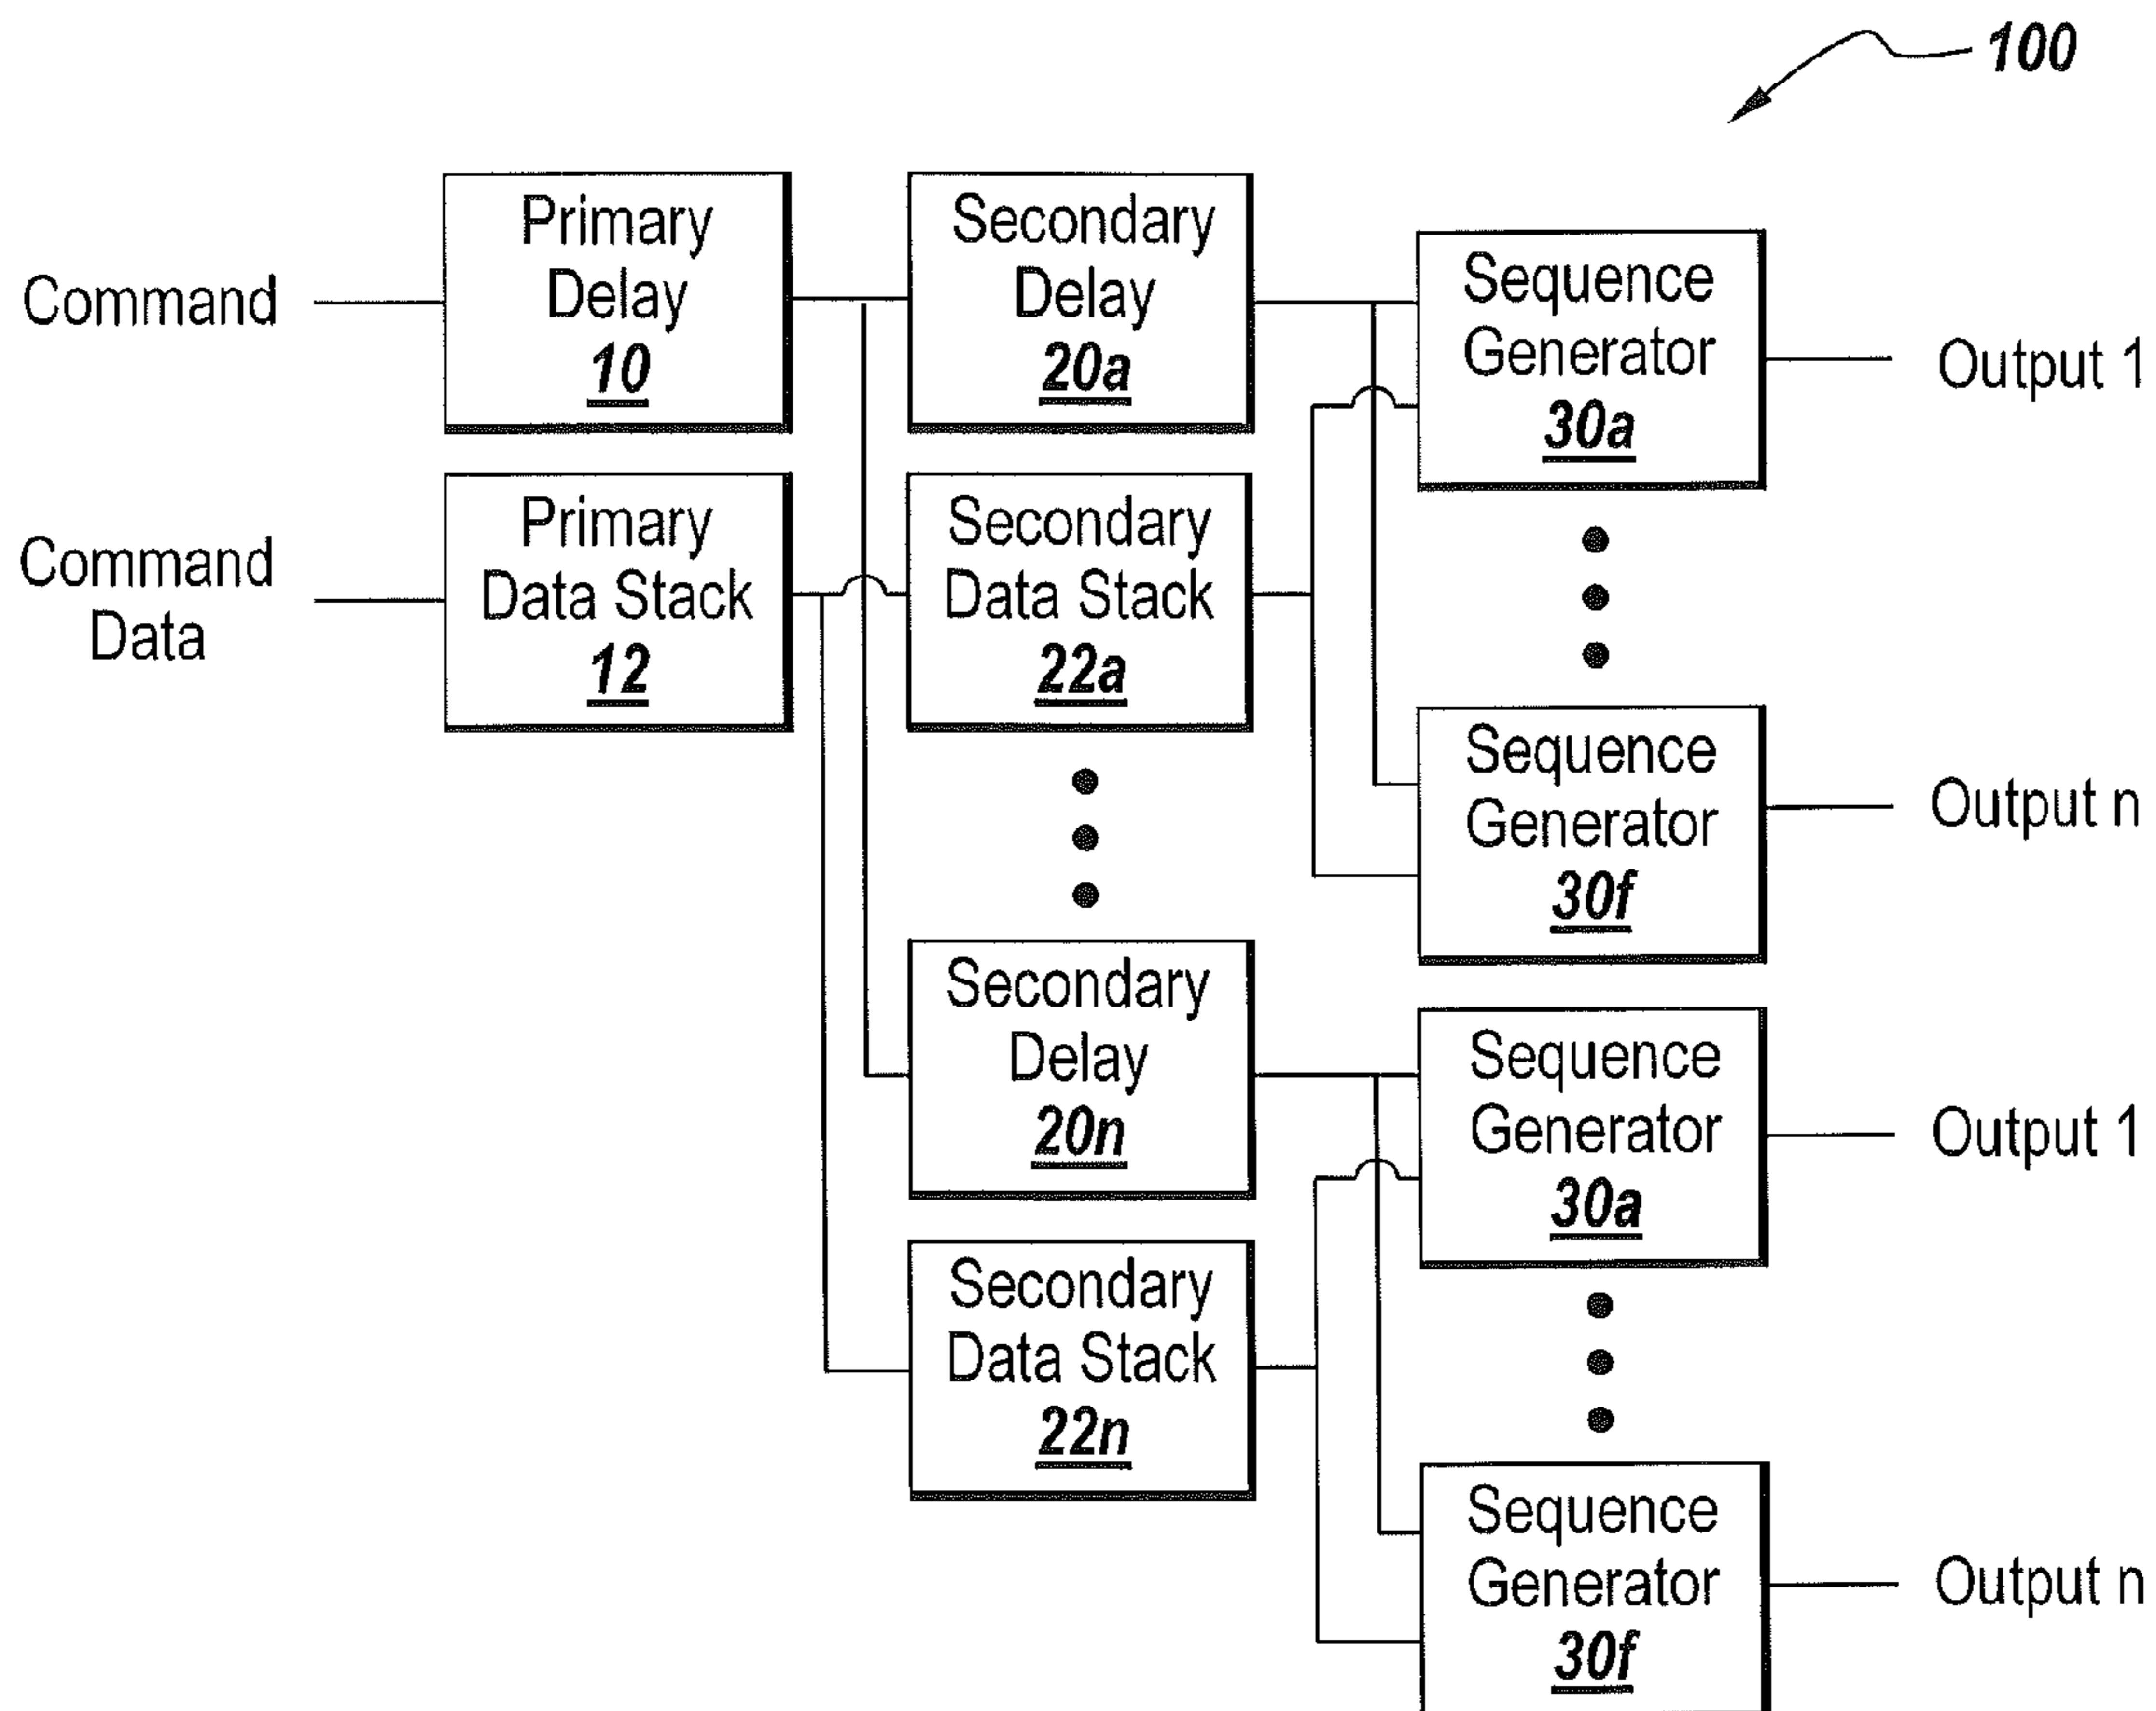 100
Command
Primary
Delay
10
Secondary
Delay
20a
Sequence
Generator
30a
Output 1
Command
Data
Primary
Data Stack
12
Secondary
Data Stack
22a
Sequence
Generator
30f
Output n
Secondary
Delay
20n
Sequence
Generator
30a
Output 1
Secondary
Data Stack
22n
Sequence
Generator
30f
Output n